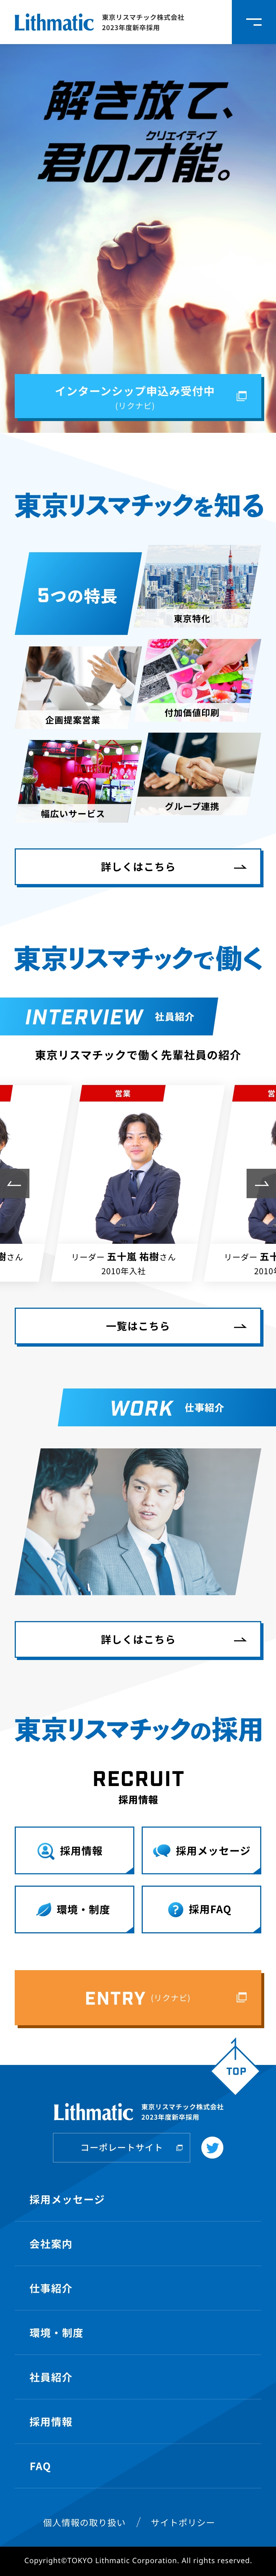 Lithmatic
東京リスマチック株式会社
2023年度新卒採用
解き放て、
クリエイティブ
君の才能。
インターンシップ申込み受付中
(リクナビ)
東京リスマチックを知る
5つの特長
東京特化
企画提案営業
付加価値印刷
幅広いサービス
グループ連携
詳しくはこちら
東京リスマチックで働く
INTERVIEW 社員紹介
東京リスマチックで働く先輩社員の紹介
営業
営
樹さん
リーダー 五十嵐 祐樹さん
リーダー 五十
2010年入社
2010年
一覧はこちら
WORK 仕事紹介
詳しくはこちら
東京リスマチックの採用
RECRUIT
採用情報
採用情報
採用メッセージ
環境・制度
採用FAQ
ENTRY (リクナビ)
TOP
Lithmatic
東京リスマチック株式会社
2023年度新卒採用
コーポレートサイト
採用メッセージ
会社案内
仕事紹介
環境・制度
社員紹介
採用情報
FAQ
個人情報の取り扱い / サイトポリシー
Copyright©TOKYO Lithmatic Corporation. All rights reserved.